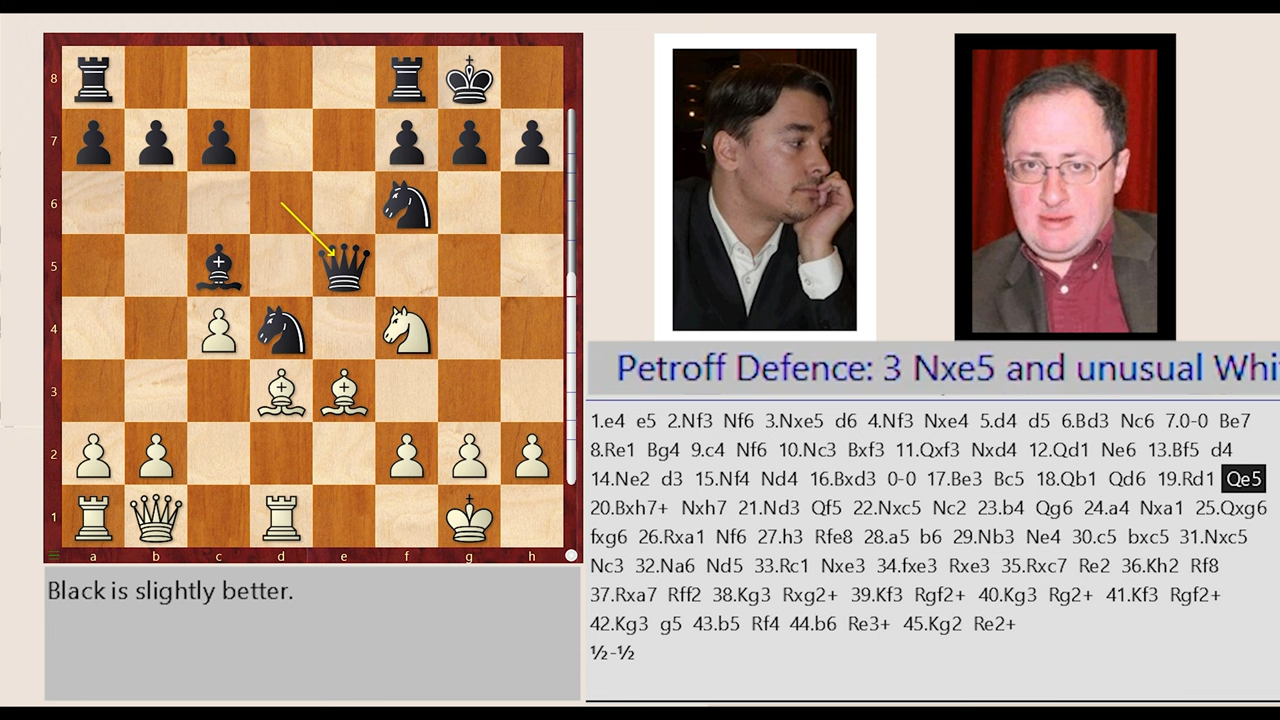 8
7
6
5
4
3
2
1
a b c d e f g h
Black is slightly better.
Petroff Defence: 3 Nxe5 and unusual Whi
1.e4 e5 2.Nf3 Nf6 3.Nxe5 d6 4.Nf3 Nxe4 5.d4 d5 6.Bd3 Nc6 7.0-0 Be7
8.Re1 Bg4 9.c4 Nf6 10.Nc3 Bxf3 11.Qxf3 Nxd4 12.Qd1 Ne6 13.Bf5 d4
14.Ne2 d3 15.Nf4 Nd4 16.Bxd3 0-0 17.Be3 Bc5 18.Qb1 Qd6 19.Rd1 Qe5
20.Bxh7+ Nxh7 21.Nd3 Qf5 22.Nxc5 Nc2 23.b4 Qg6 24.a4 Nxa1 25.Qxg6
fxg6 26.Rxa1 Nf6 27.h3 Rfe8 28.a5 b6 29.Nb3 Ne4 30.c5 bxc5 31.Nxc5
Nc3 32.Na6 Nd5 33.Rc1 Nxe3 34.fxe3 Rxe3 35.Rxc7 Re2 36.Kh2 Rf8
37.Rxa7 Rff2 38.Kg3 Rxg2+ 39.Kf3 Rgf2+ 40.Kg3 Rg2+ 41.Kf3 Rgf2+
42.Kg3 g5 43.b5 Rf4 44.b6 Re3+ 45.Kg2 Re2+
½-½